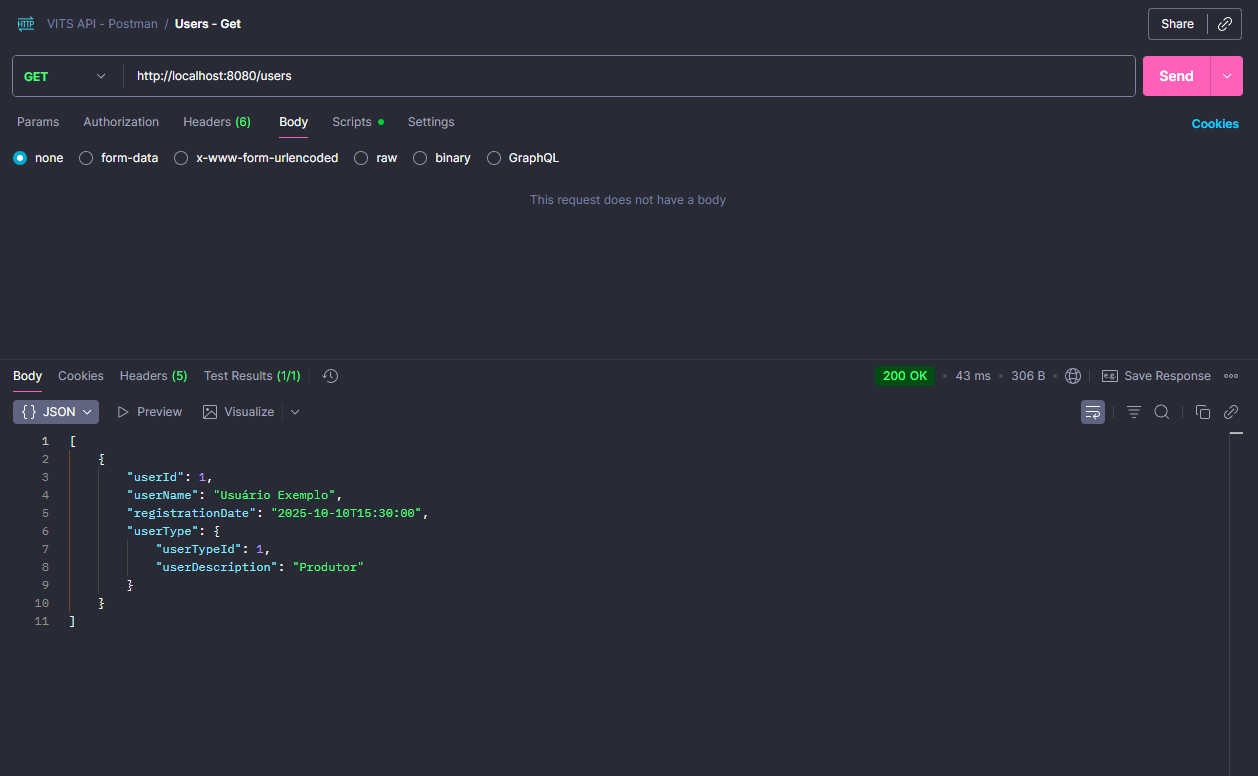 HTTP VITS API - Postman / Users - Get Share
GET http://localhost:8080/users Send
Params Authorization Headers (6) Body Scripts Settings Cookies
none form-data x-www-form-urlencoded raw binary GraphQL
This request does not have a body
Body Cookies Headers (5) Test Results (1/1) 200 OK • 43 ms • 306 B • e.g. Save Response
{ } JSON Preview Visualize
1 [
2 {
3 "userId": 1,
4 "userName": "Usuário Exemplo",
5 "registrationDate": "2025-10-10T15:30:00",
6 "userType": {
7 "userTypeId": 1,
8 "userDescription": "Produtor"
9 }
10 }
11 ]